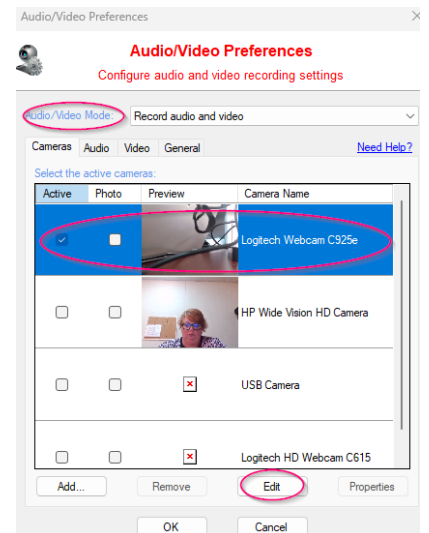 Audio/Video Preferences
Audio/Video Preferences
Configure audio and video recording settings
Audio/Video Mode: Record audio and video
Cameras Audio Video General Need Help?
Select the active cameras:
Active Photo Preview Camera Name
Logitech Webcam C925e
HP Wide Vision HD Camera
USB Camera
Logitech HD Webcam C615
Add... Remove Edit Properties
OK Cancel